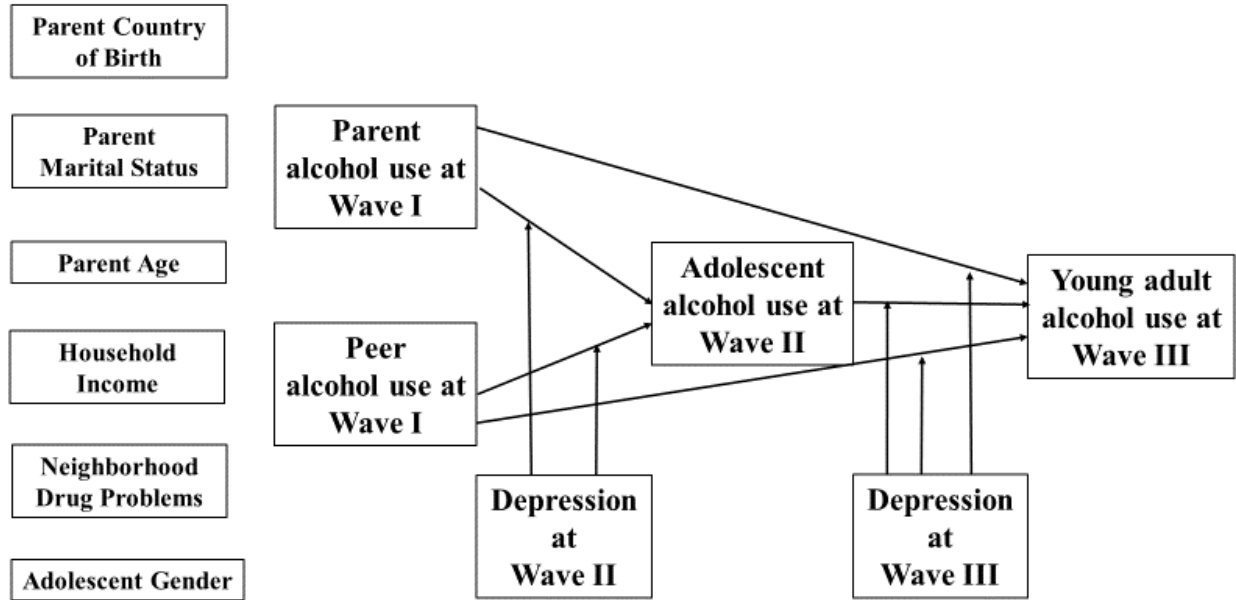 Parent Country
of Birth
Parent
Marital Status
Parent Age
Household
Income
Neighborhood
Drug Problems
Adolescent Gender
Parent
alcohol use at
Wave I
Peer
alcohol use at
Wave I
Adolescent
alcohol use at
Wave II
Young adult
alcohol use at
Wave III
Depression
at
Wave II
Depression
at
Wave III